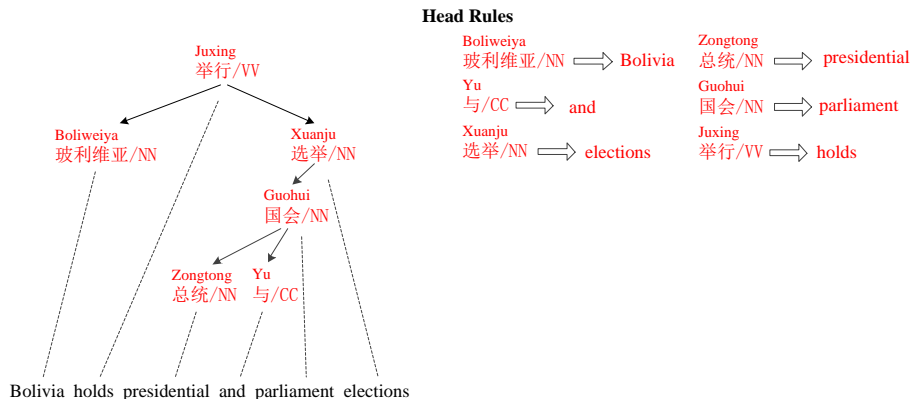 Head Rules
Juxing
举行/VV
Boliweiya
玻利维亚/NN
Xuanju
选举/NN
Guohui
国会/NN
Zongtong
总统/NN
Yu
与/CC
Bolivia holds presidential and parliament elections
Boliweiya
玻利维亚/NN Bolivia
Yu
与/CC and
Xuanju
选举/NN elections
Zongtong
总统/NN presidential
Guohui
国会/NN parliament
Juxing
举行/VV holds